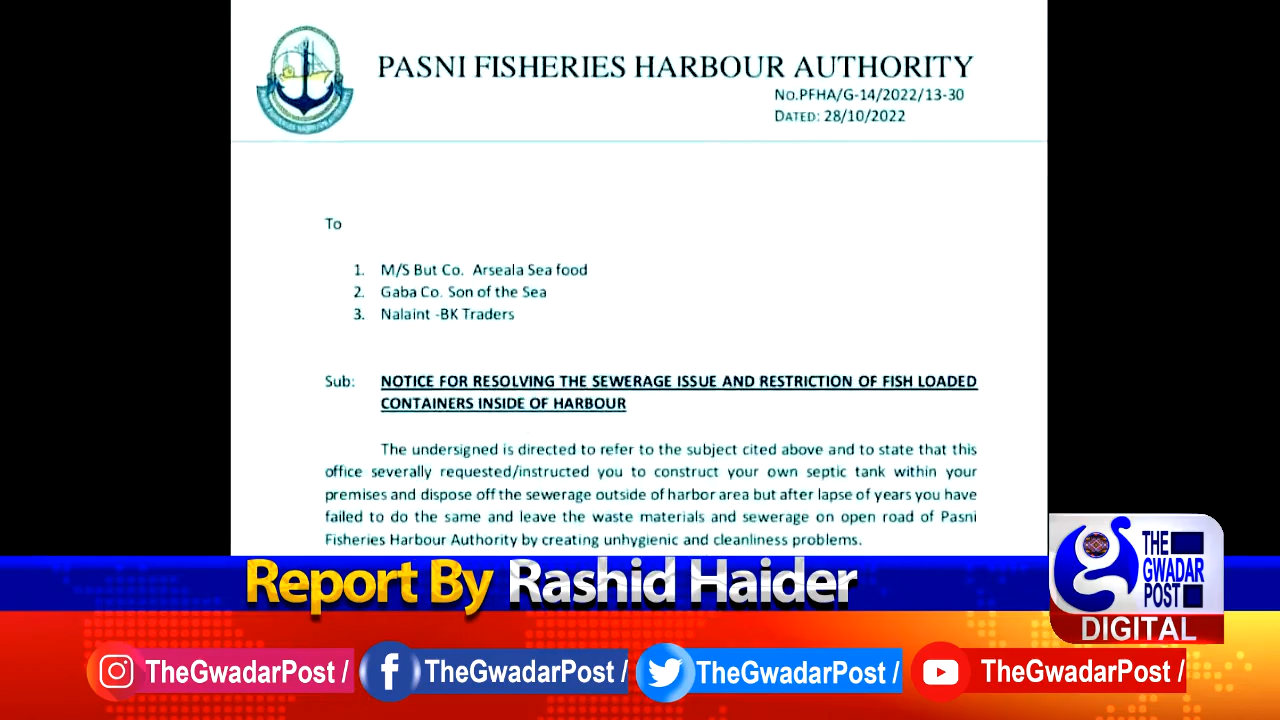 PASNI FISHERIES HARBOUR AUTHORITY
No.PFHA/G-14/2022/13-30
DATED: 28/10/2022
To
1. M/S But Co. Arseala Sea food
2. Gaba Co. Son of the Sea
3. Nalaint -BK Traders
Sub: NOTICE FOR RESOLVING THE SEWERAGE ISSUE AND RESTRICTION OF FISH LOADED
CONTAINERS INSIDE OF HARBOUR
The undersigned is directed to refer to the subject cited above and to state that this
office severally requested/instructed you to construct your own septic tank within your
premises and dispose off the sewerage outside of harbor area but after lapse of years you have
failed to do the same and leave the waste materials and sewerage on open road of Pasni
Fisheries Harbour Authority by creating unhygienic and cleanliness problems.
Report By Rashid Haider
THE
GWADAR
POST
DIGITAL
TheGwadarPost /
TheGwadarPost /
TheGwadarPost /
TheGwadarPost /